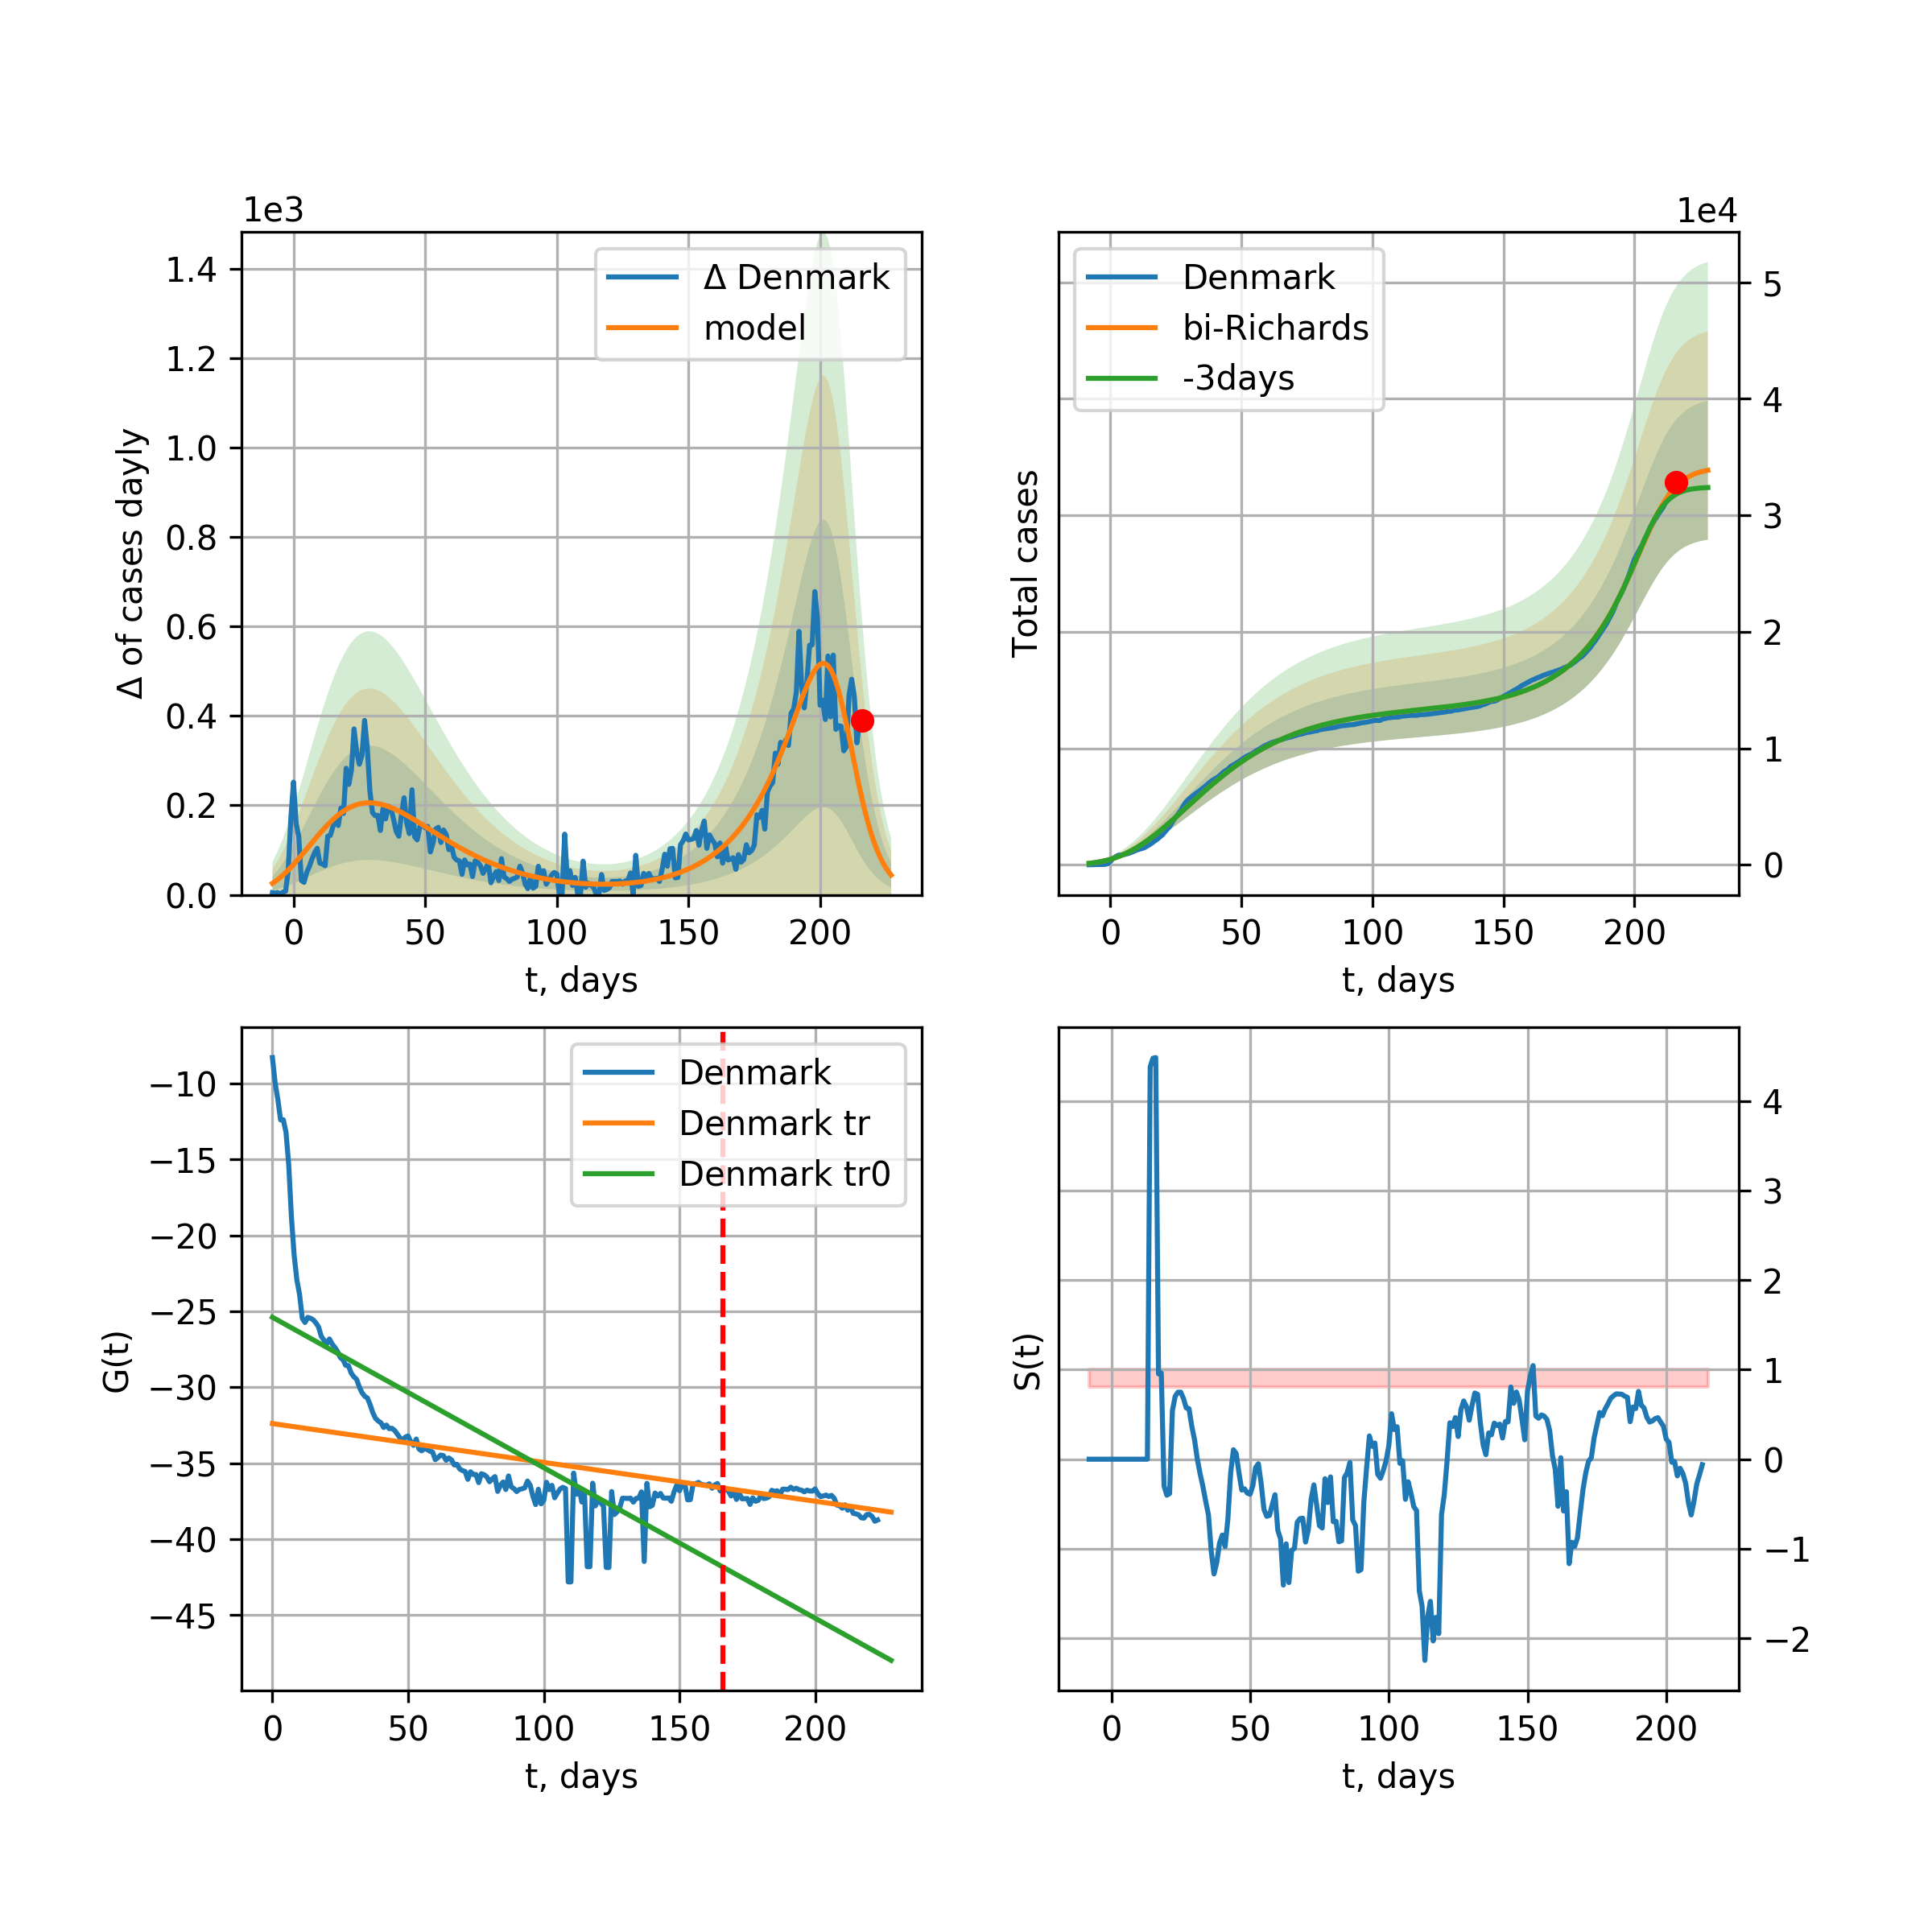 1e3
Δ of cases dayly
1.4
1.2
1.0
0.8
0.6
0.4
0.2
0.0
Δ Denmark
model
0 50 100 150 200
t, days
1e4
Total cases
Denmark
bi-Richards
-3days
5
4
3
2
1
0
0 50 100 150 200
t, days
G(t)
−10
−15
−20
−25
−30
−35
−40
−45
Denmark
Denmark tr
Denmark tr0
0 50 100 150 200
t, days
S(t)
4
3
2
1
0
−1
−2
0 50 100 150 200
t, days